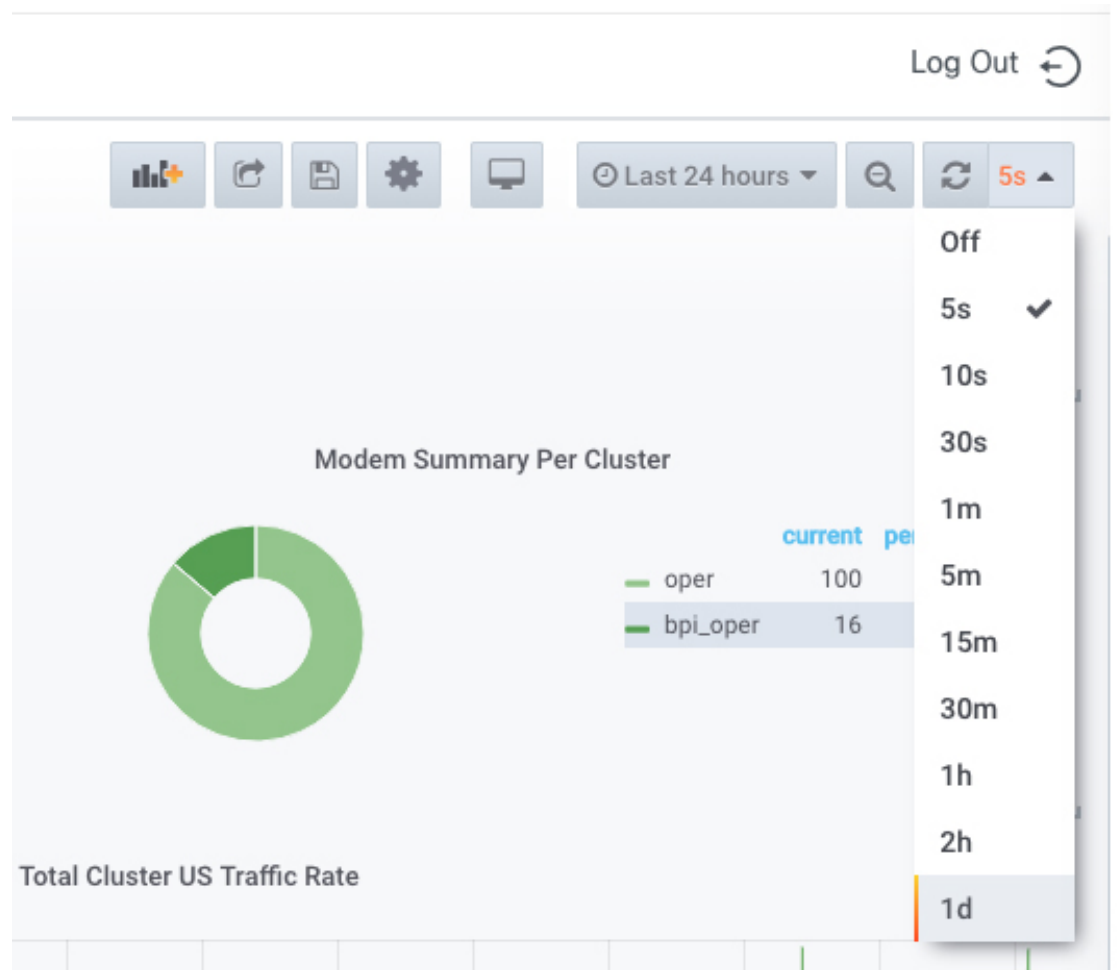 Log Out
Last 24 hours
5s
Off
5s
10s
30s
Modem Summary Per Cluster
1m
current
oper 100
5m
bpi_oper 16
15m
30m
1h
2h
Total Cluster US Traffic Rate
1d